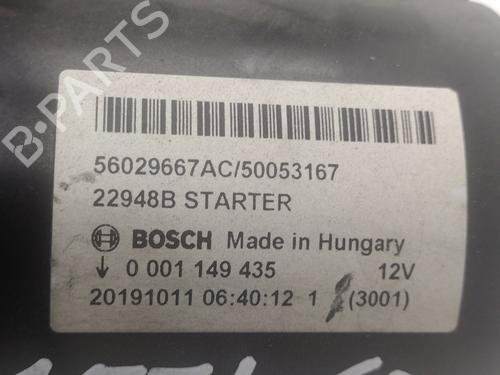 B-PARTS
56029667AC/50053167
22948B STARTER
BOSCH Made in Hungary
↓ 0 001 149 435 12V
20191011 06:40:12 1 (3001)